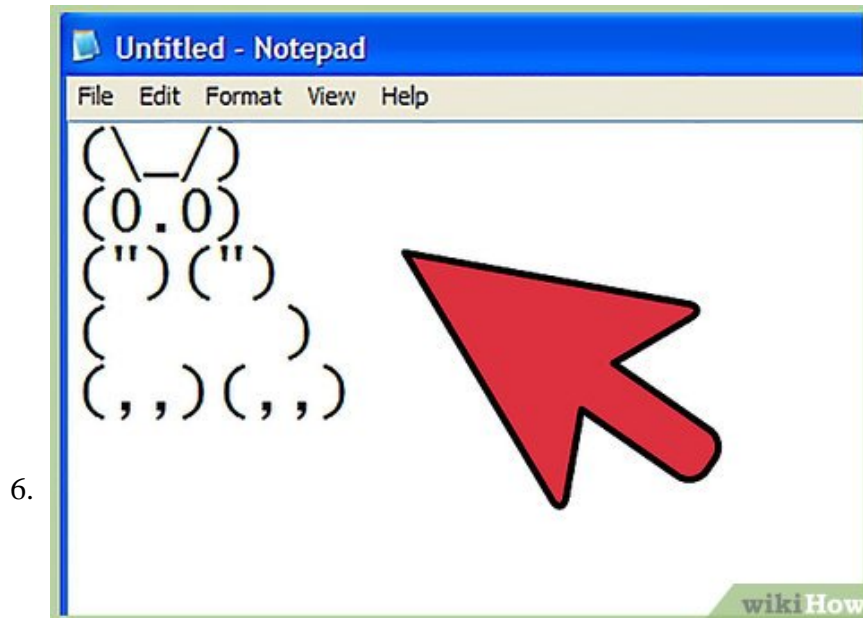 Untitled - Notepad
File Edit Format View Help
(\_/)
(0.0)
(")(")
(       )
(,,)(,,)
6.
wikiHow